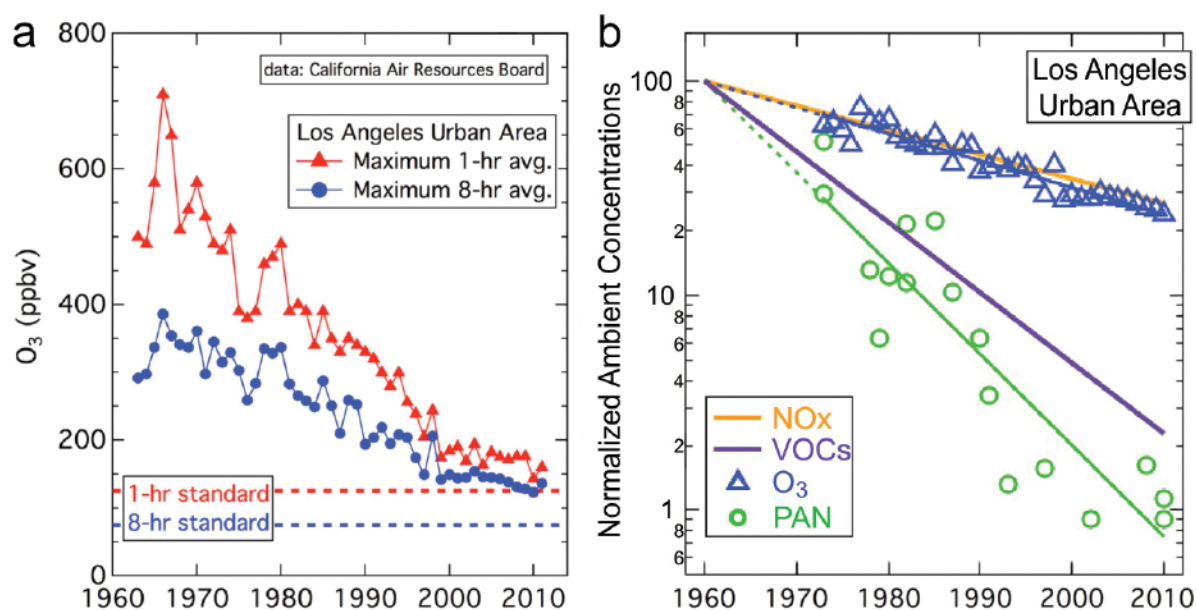 a
800
600
400
200
0
O₃ (ppbv)
data: California Air Resources Board
Los Angeles Urban Area
Maximum 1-hr avg.
Maximum 8-hr avg.
1-hr standard
8-hr standard
1960 1970 1980 1990 2000 2010
b
Los Angeles
Urban Area
Normalized Ambient Concentrations
100
8
6
4
2
10
8
6
4
2
1
8
6
NOx
VOCs
O₃
PAN
1960 1970 1980 1990 2000 2010